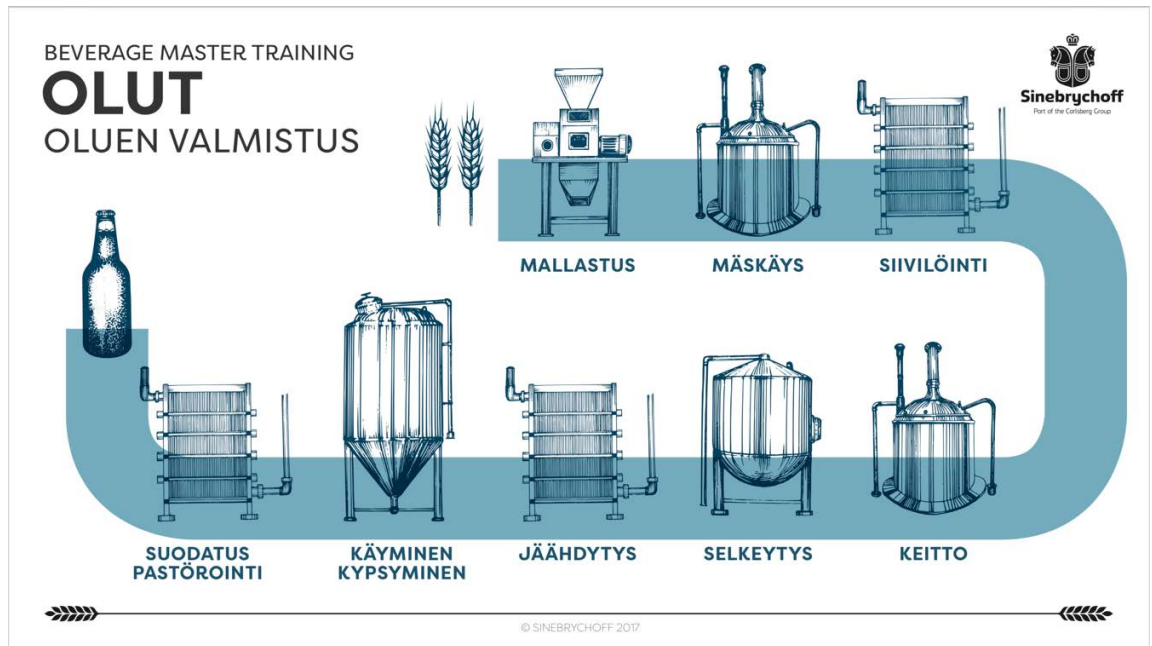 BEVERAGE MASTER TRAINING
OLUT
OLUEN VALMISTUS
Sinebrychoff
Part of the Carlsberg Group
MALLASTUS
MÄSKÄYS
SIIVILÖINTI
SUODATUS
PASTÖROINTI
KÄYMINEN
KYPSYMINEN
JÄÄHDYTYS
SELKEYTYS
KEITTO
© SINEBRYCHOFF 2017